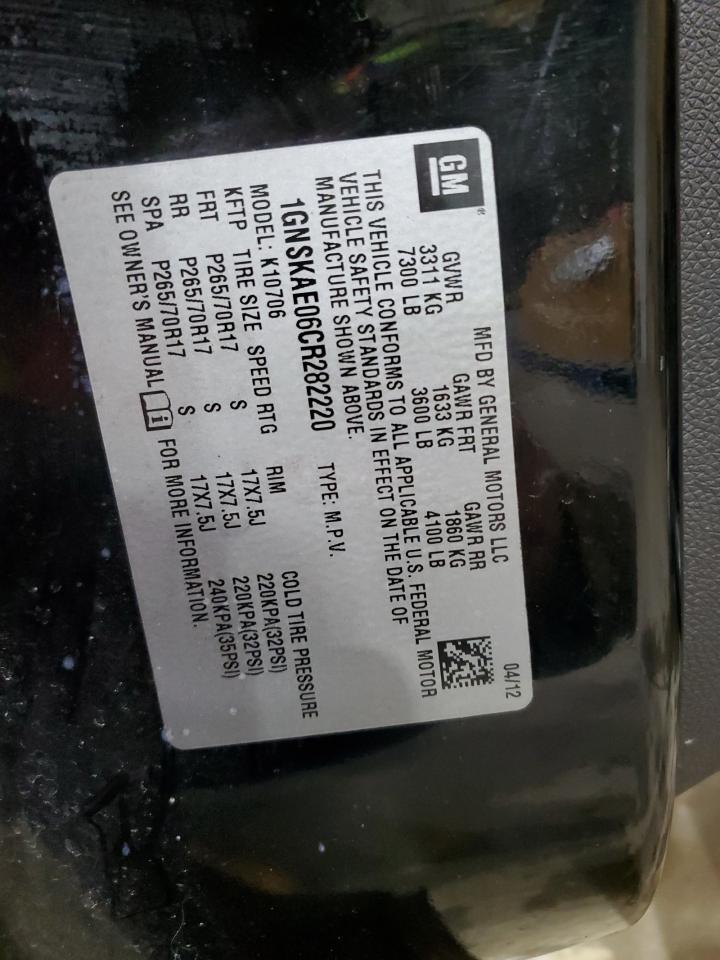 GM®
MFD BY GENERAL MOTORS LLC 04/12
GVWR GAWR FRT GAWR RR
3311 KG 1633 KG 1860 KG
7300 LB 3600 LB 4100 LB
THIS VEHICLE CONFORMS TO ALL APPLICABLE U.S. FEDERAL MOTOR
VEHICLE SAFETY STANDARDS IN EFFECT ON THE DATE OF
MANUFACTURE SHOWN ABOVE.
1GNSKAE06CR282220 TYPE: M.P.V.
MODEL: K10706
KFTP TIRE SIZE SPEED RTG RIM COLD TIRE PRESSURE
FRT P265/70R17 S 17X7.5J 220KPA(32PSI)
RR P265/70R17 S 17X7.5J 220KPA(32PSI)
SPA P265/70R17 S 17X7.5J 240KPA(35PSI)
SEE OWNER'S MANUAL i FOR MORE INFORMATION.